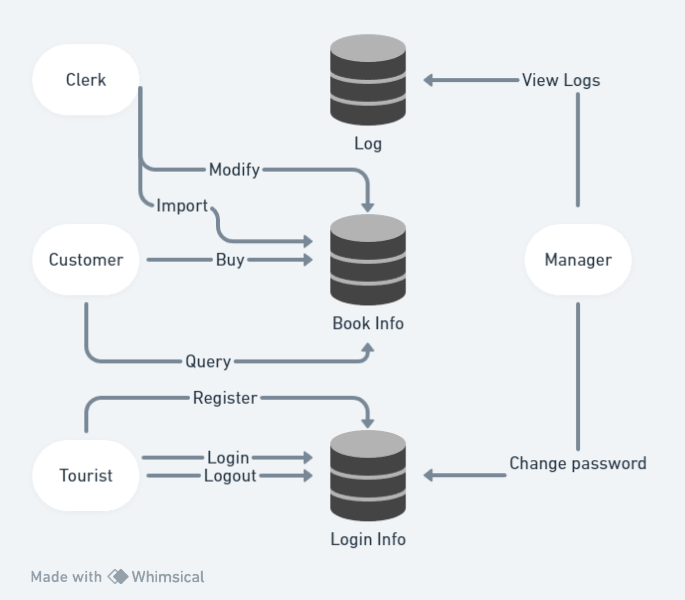 Clerk
View Logs
Log
Modify
Import
Customer
Buy
Manager
Book Info
Query
Register
Login
Change password
Tourist
Logout
Login Info
Made with Whimsical